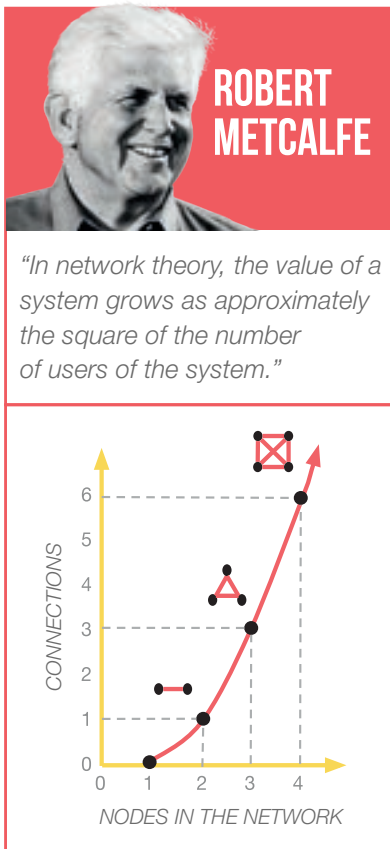 ROBERT
METCALFE
“In network theory, the value of a
system grows as approximately
the square of the number
of users of the system.”
CONNECTIONS
6
5
4
3
2
1
0
0 1 2 3 4
NODES IN THE NETWORK